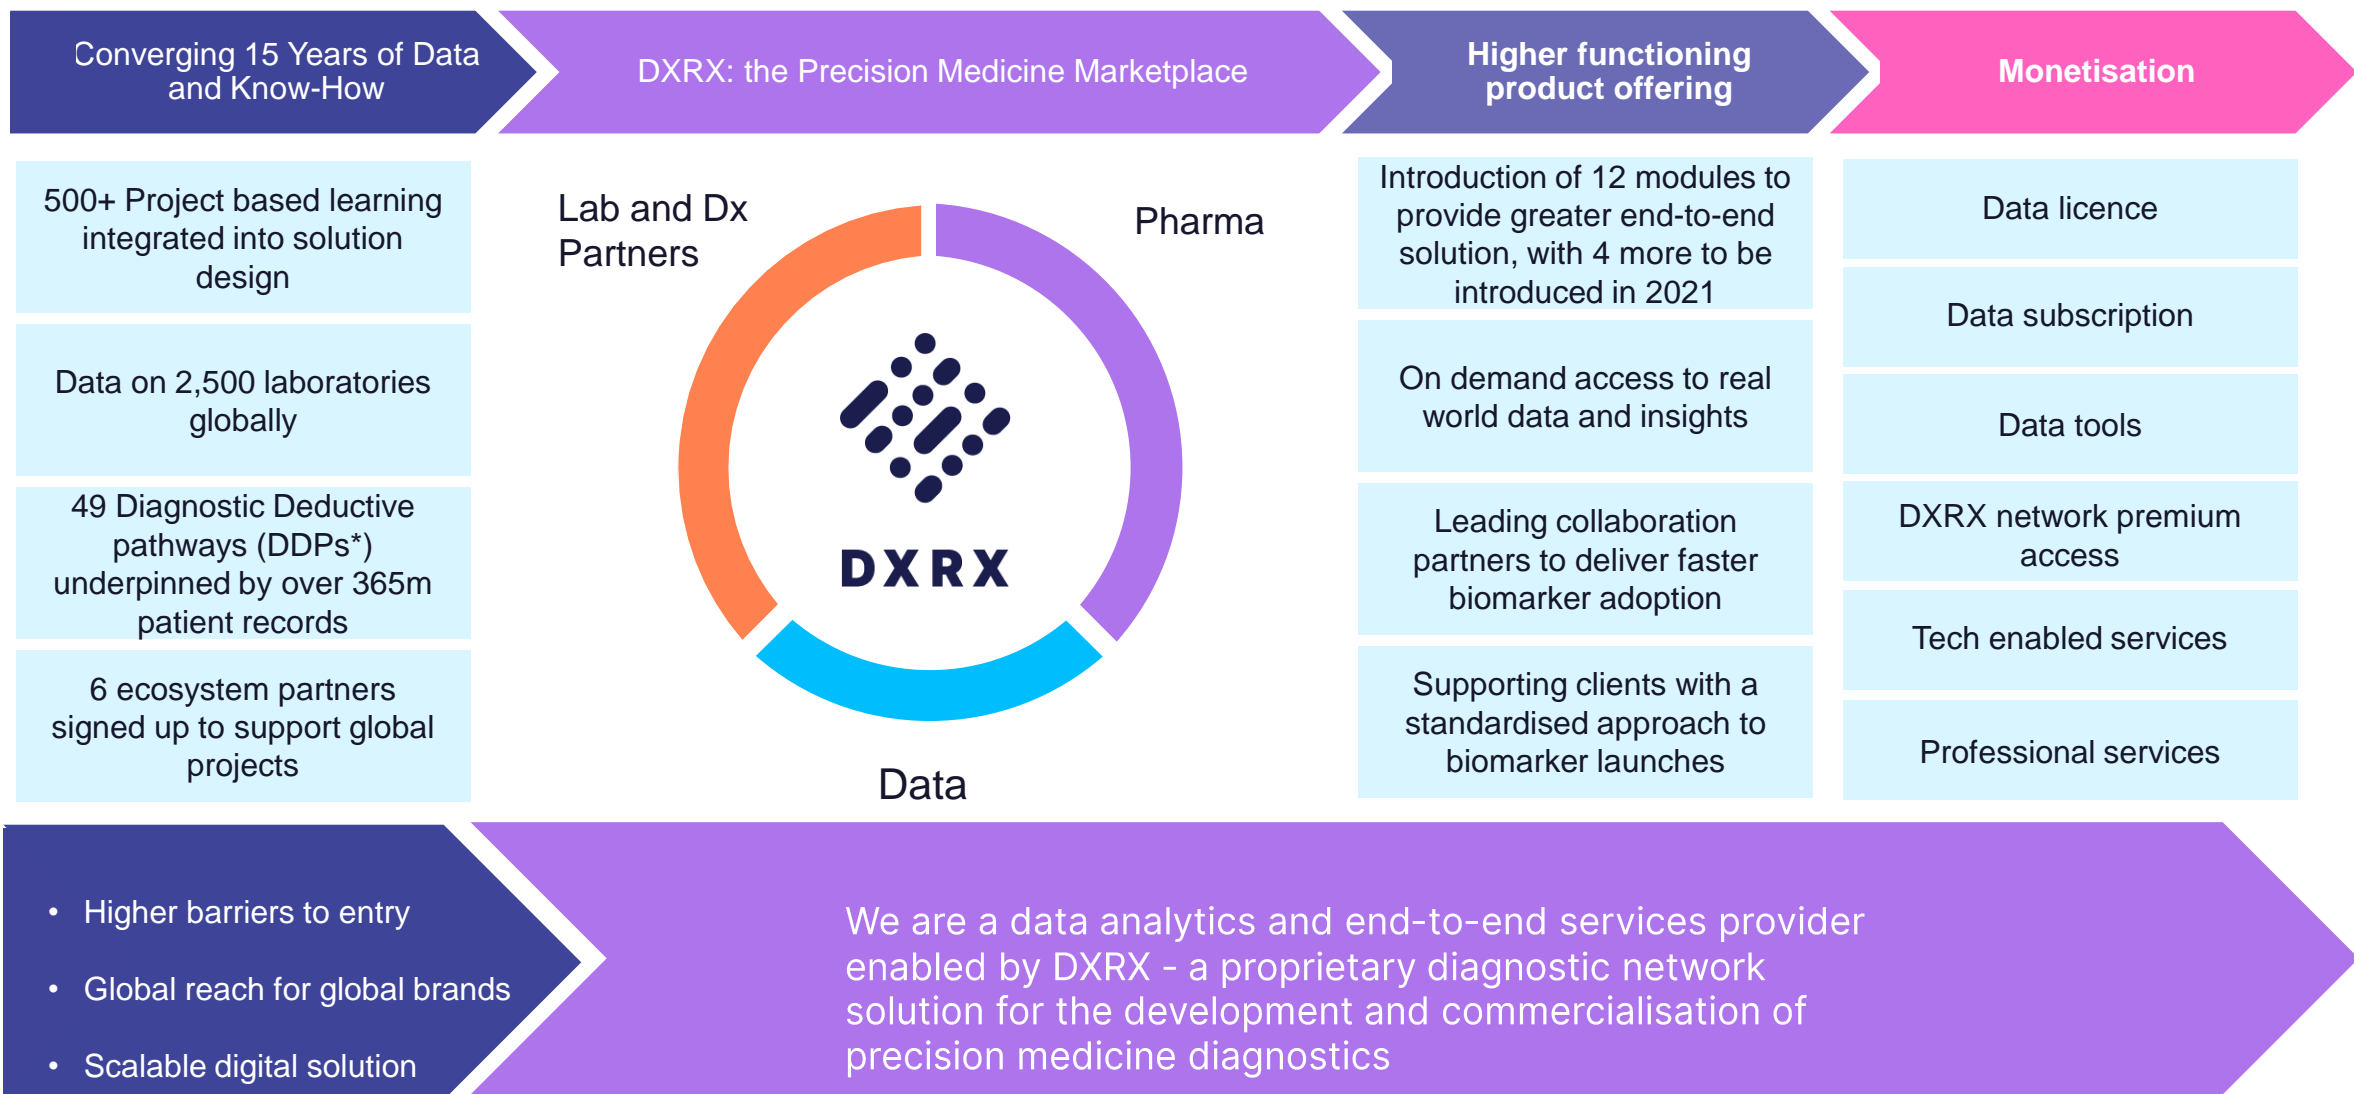 Converging 15 Years of Data
and Know-How
DXRX: the Precision Medicine Marketplace
Higher functioning
product offering
Monetisation
500+ Project based learning
integrated into solution
design
Data on 2,500 laboratories
globally
49 Diagnostic Deductive
pathways (DDPs*)
underpinned by over 365m
patient records
6 ecosystem partners
signed up to support global
projects
Lab and Dx
Partners
Pharma
DXRX
Data
Introduction of 12 modules to
provide greater end-to-end
solution, with 4 more to be
introduced in 2021
On demand access to real
world data and insights
Leading collaboration
partners to deliver faster
biomarker adoption
Supporting clients with a
standardised approach to
biomarker launches
Data licence
Data subscription
Data tools
DXRX network premium
access
Tech enabled services
Professional services
• Higher barriers to entry
• Global reach for global brands
• Scalable digital solution
We are a data analytics and end-to-end services provider
enabled by DXRX - a proprietary diagnostic network
solution for the development and commercialisation of
precision medicine diagnostics